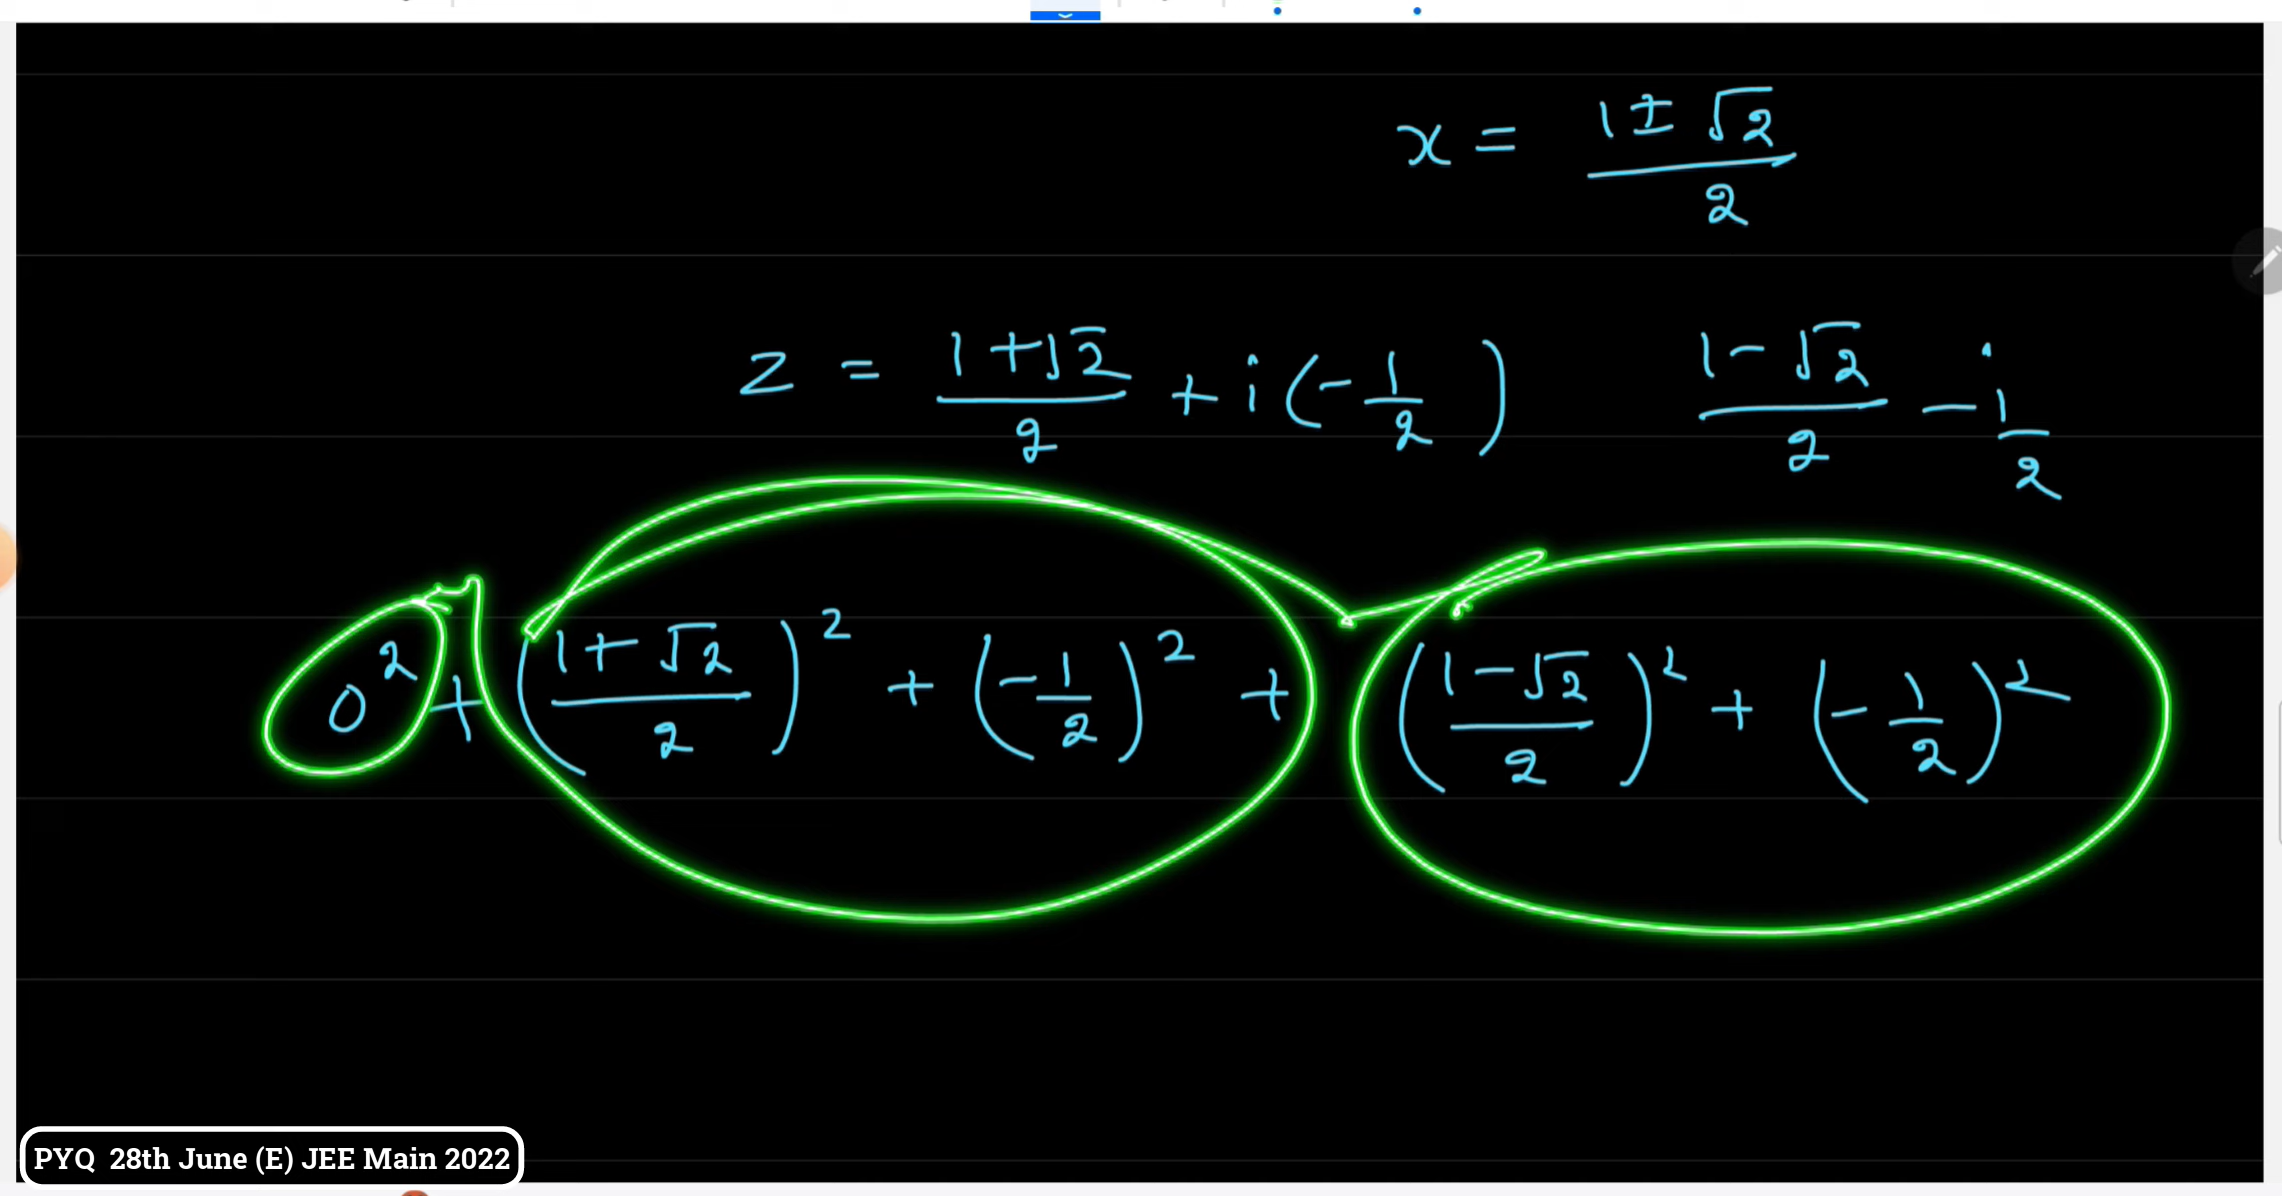 x = (1 ± √2)/2
z = (1 + √2)/2 + i(-1/2)    (1 - √2)/2 - i/2
0² + ((1 + √2)/2)² + (-1/2)² + ((1 - √2)/2)² + (-1/2)²
PYQ 28th June (E) JEE Main 2022